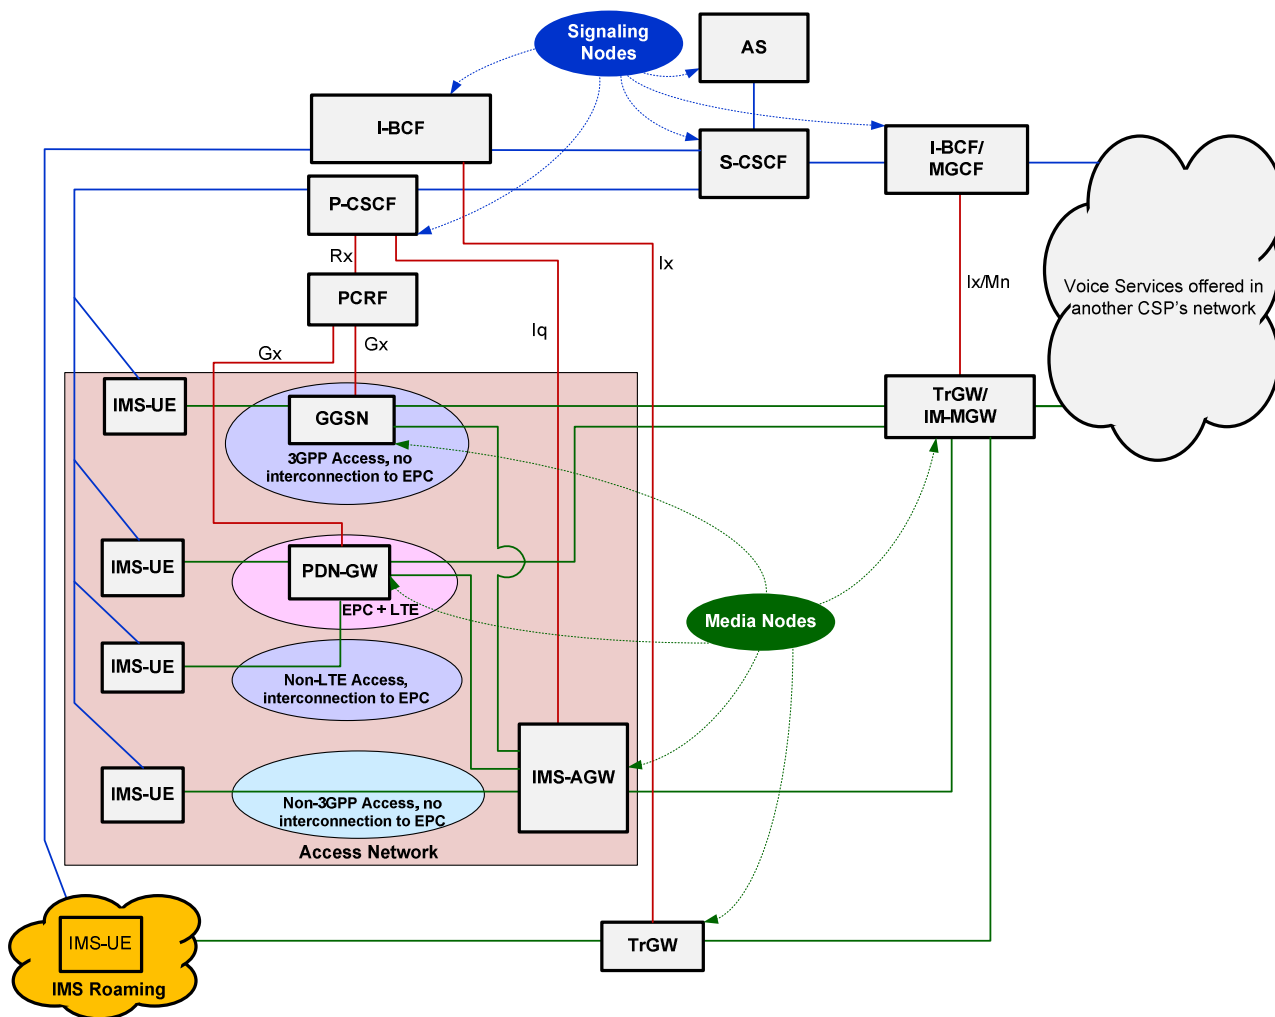 Signaling
Nodes
AS
I-BCF
S-CSCF
I-BCF/
MGCF
P-CSCF
Rx
Ix
PCRF
Ix/Mn
Voice Services offered in
another CSP's network
Iq
Gx
Gx
IMS-UE
GGSN
TrGW/
IM-MGW
3GPP Access, no
interconnection to EPC
IMS-UE
PDN-GW
EPC + LTE
Media Nodes
IMS-UE
Non-LTE Access,
interconnection to EPC
IMS-AGW
IMS-UE
Non-3GPP Access, no
interconnection to EPC
Access Network
IMS-UE
TrGW
IMS Roaming